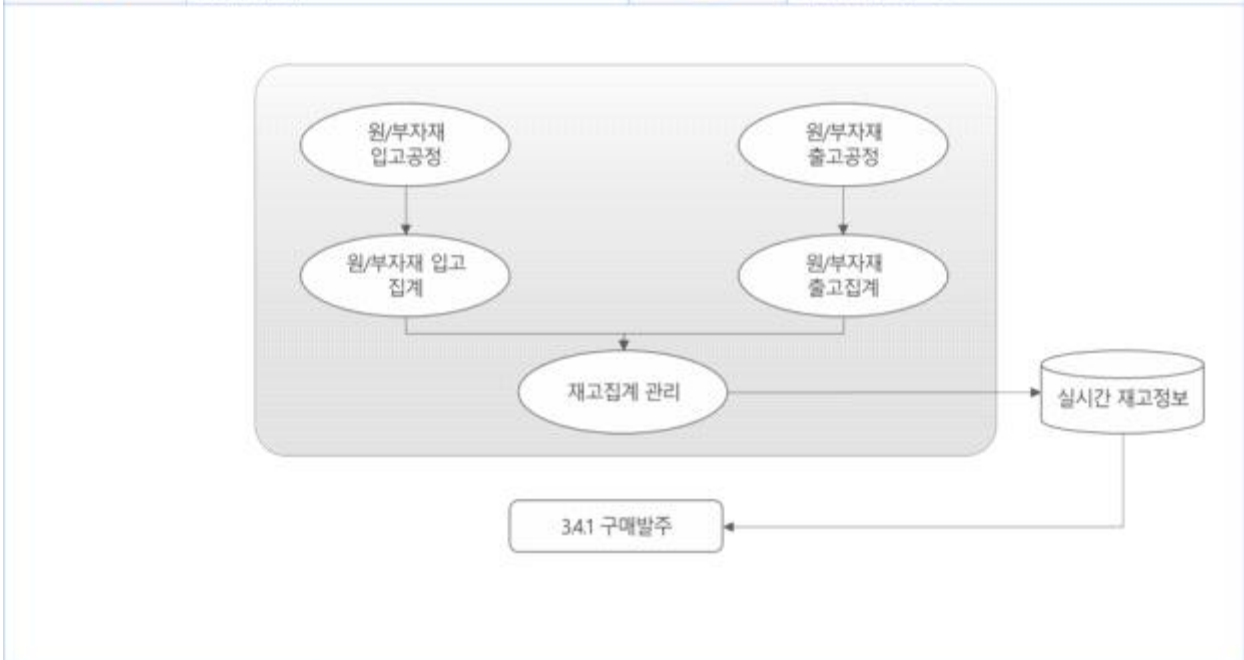 원/부자재
입고공정
원/부자재
출고공정
원/부자재 입고
집계
원/부자재
출고집계
재고집계 관리
실시간 재고정보
3.4.1 구매발주